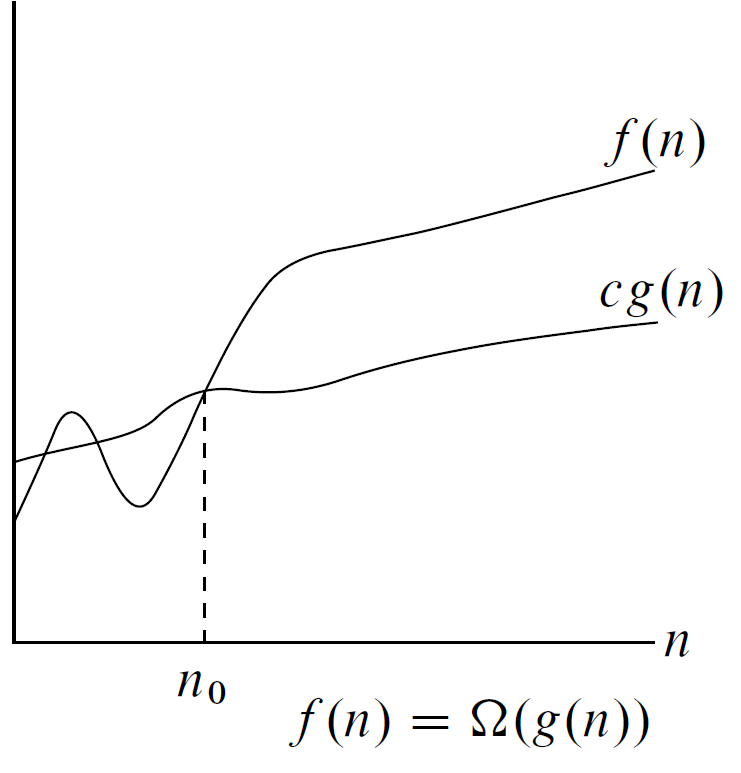 f(n)
cg(n)
n
n₀
f(n) = Ω(g(n))